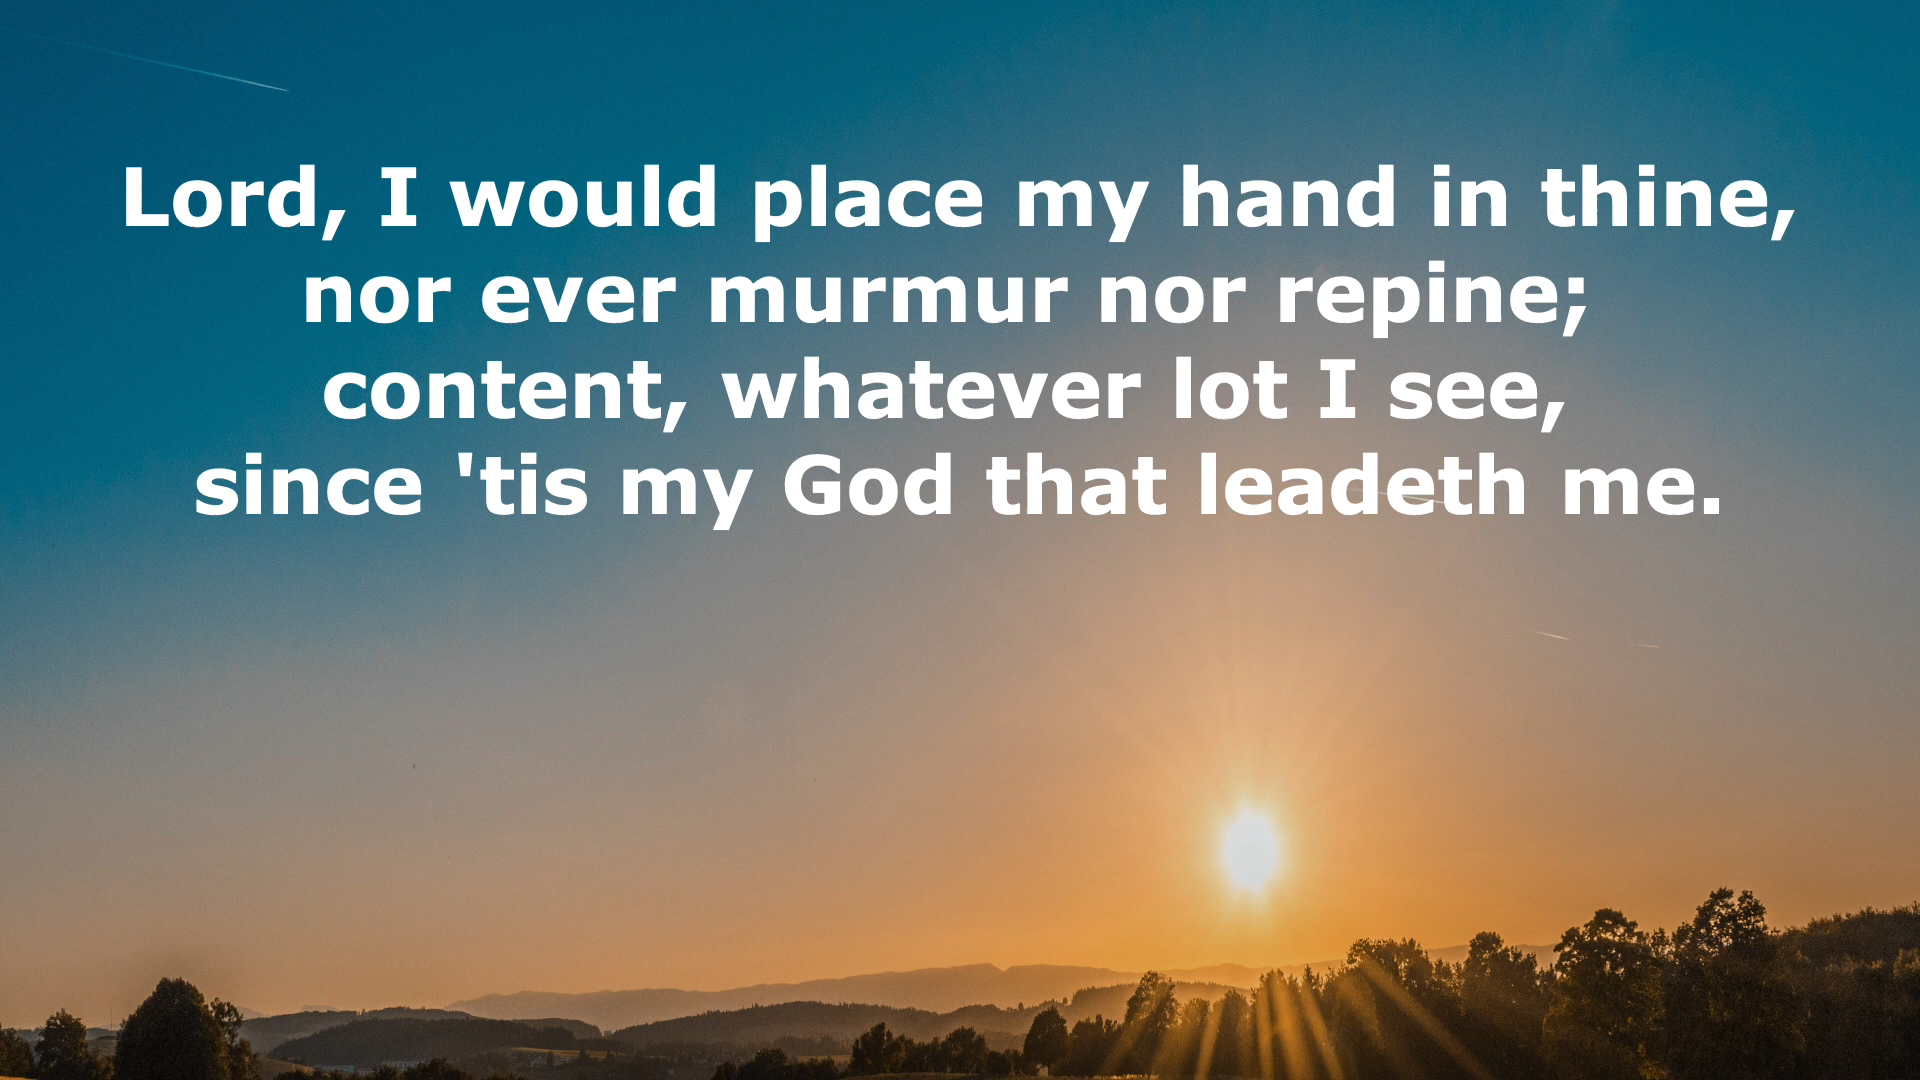 Lord, I would place my hand in thine,
nor ever murmur nor repine;
content, whatever lot I see,
since 'tis my God that leadeth me.